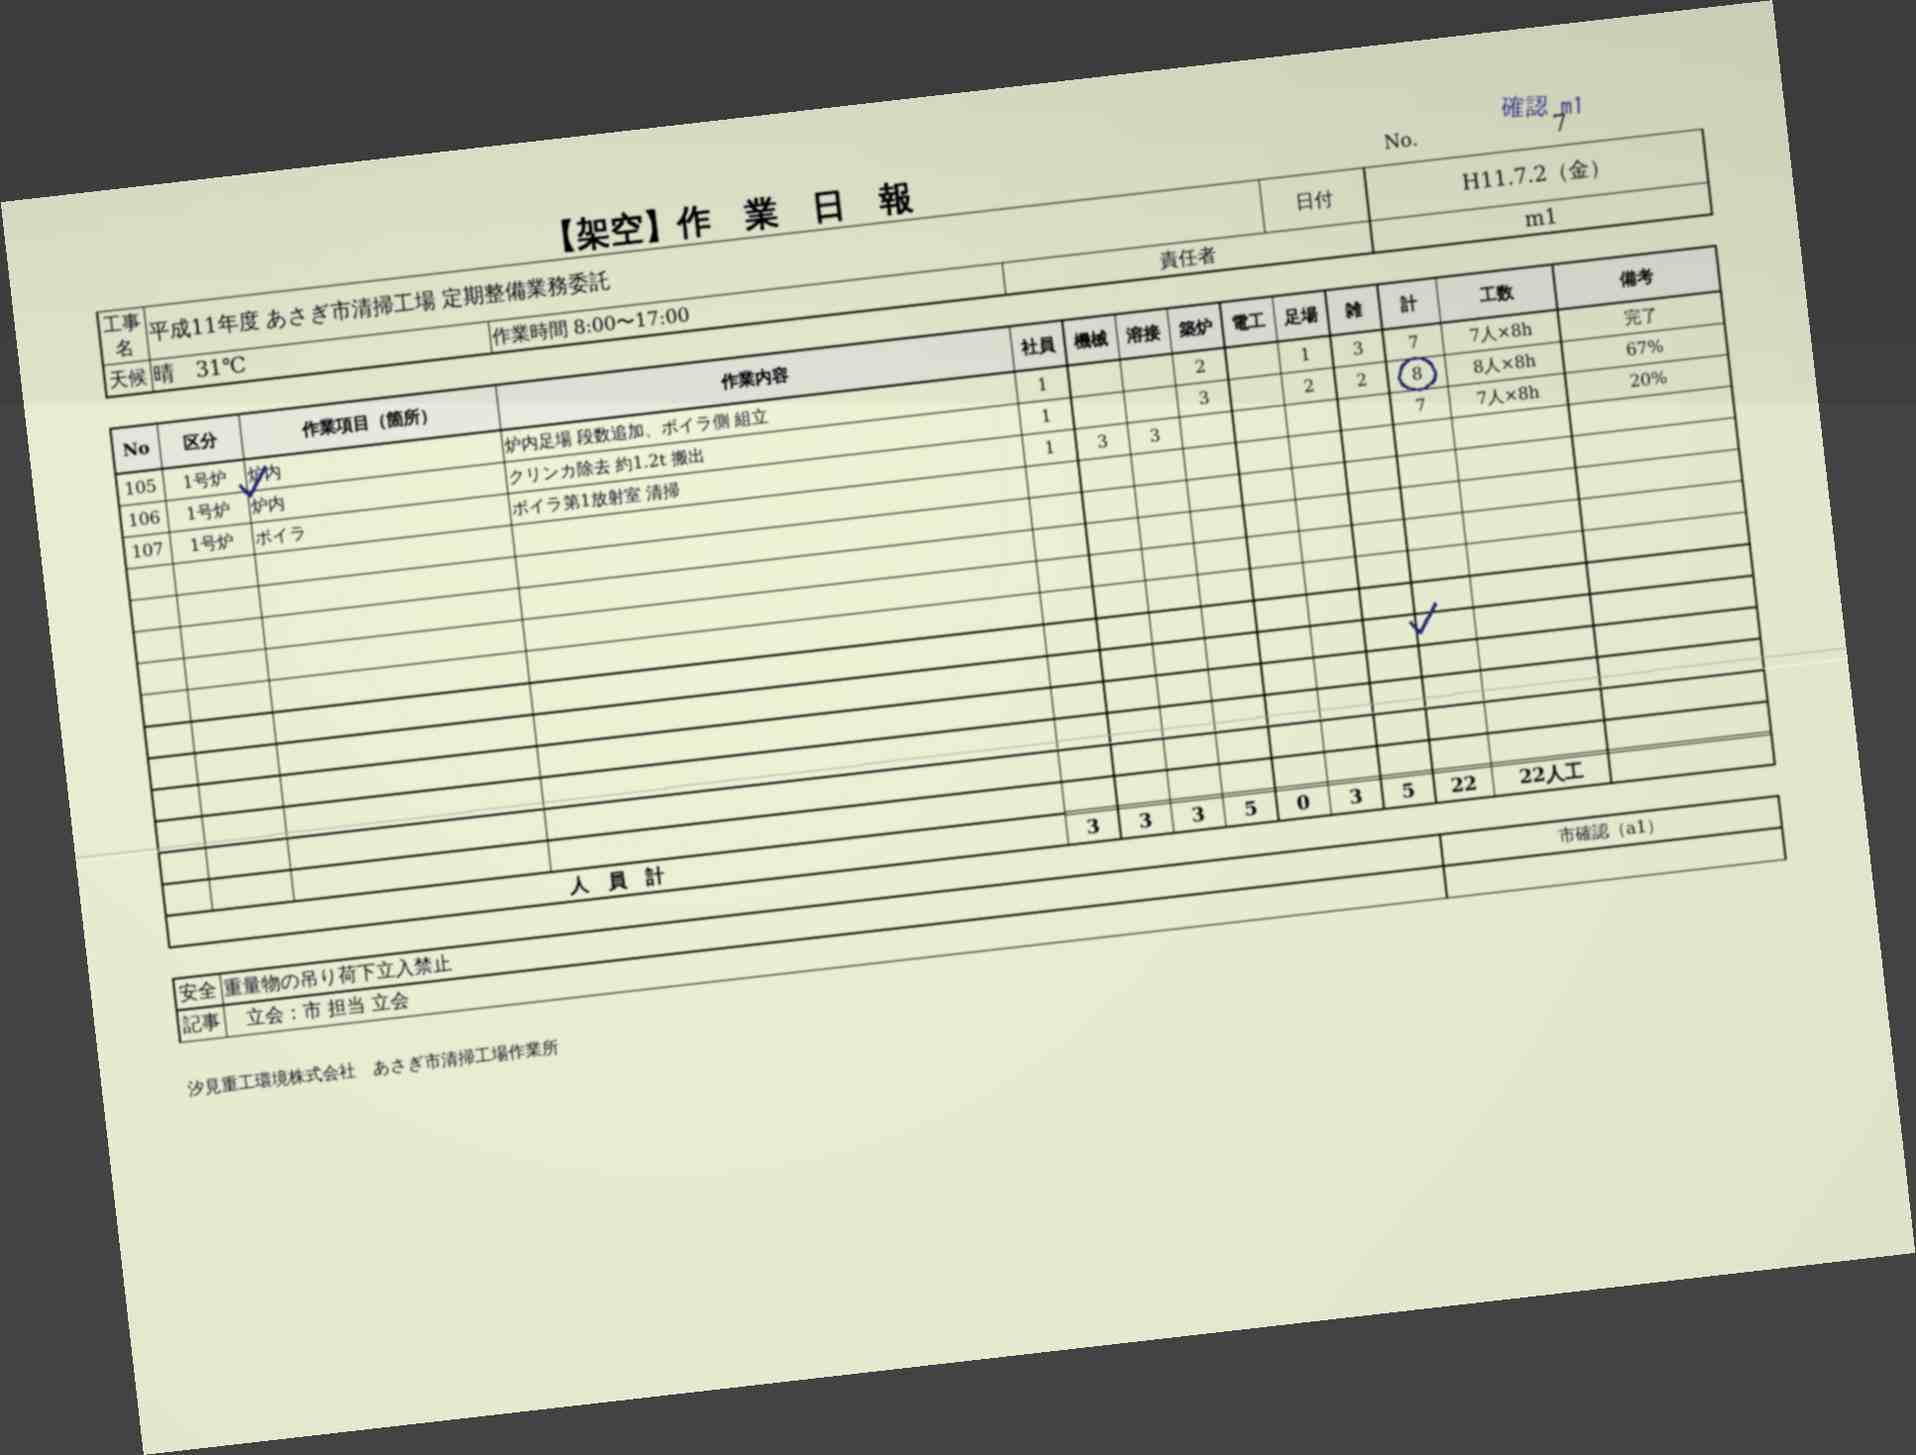 確認 m1
No. 7
【架空】作 業 日 報
工事名 平成11年度 あさぎ市清掃工場 定期整備業務委託 日付 H11.7.2（金）
天候 晴 31℃ 作業時間 8:00〜17:00 責任者 m1
No 区分 作業項目（箇所） 作業内容 社員 機械 溶接 築炉 電工 足場 雑 計 工数 備考
105 1号炉 炉内 炉内足場 段数追加、ボイラ側 組立 1 2 1 3 7 7人×8h 完了
106 1号炉 炉内 クリンカ除去 約1.2t 搬出 1 3 2 2 8 8人×8h 67%
107 1号炉 ボイラ ボイラ第1放射室 清掃 1 3 3 7 7人×8h 20%
人 員 計 3 3 3 5 0 3 5 22 22人工
安全 重量物の吊り荷下立入禁止 市確認（a1）
記事 立会：市 担当 立会
汐見重工環境株式会社 あさぎ市清掃工場作業所